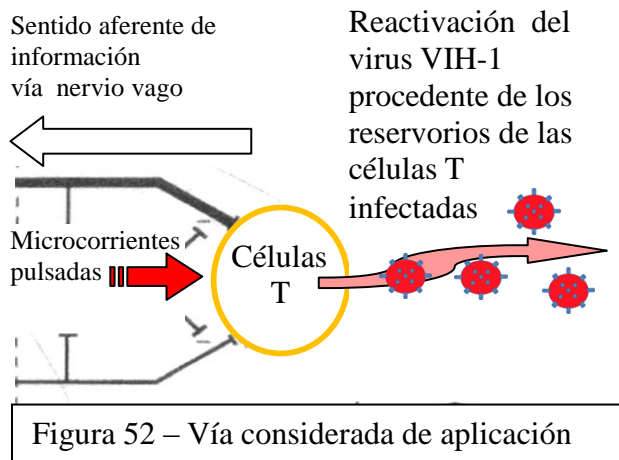 Sentido aferente de
información
vía nervio vago
Reactivación del
virus VIH-1
procedente de los
reservorios de las
células T
infectadas
Microcorrientes
pulsadas
Células
T
Figura 52 – Vía considerada de aplicación